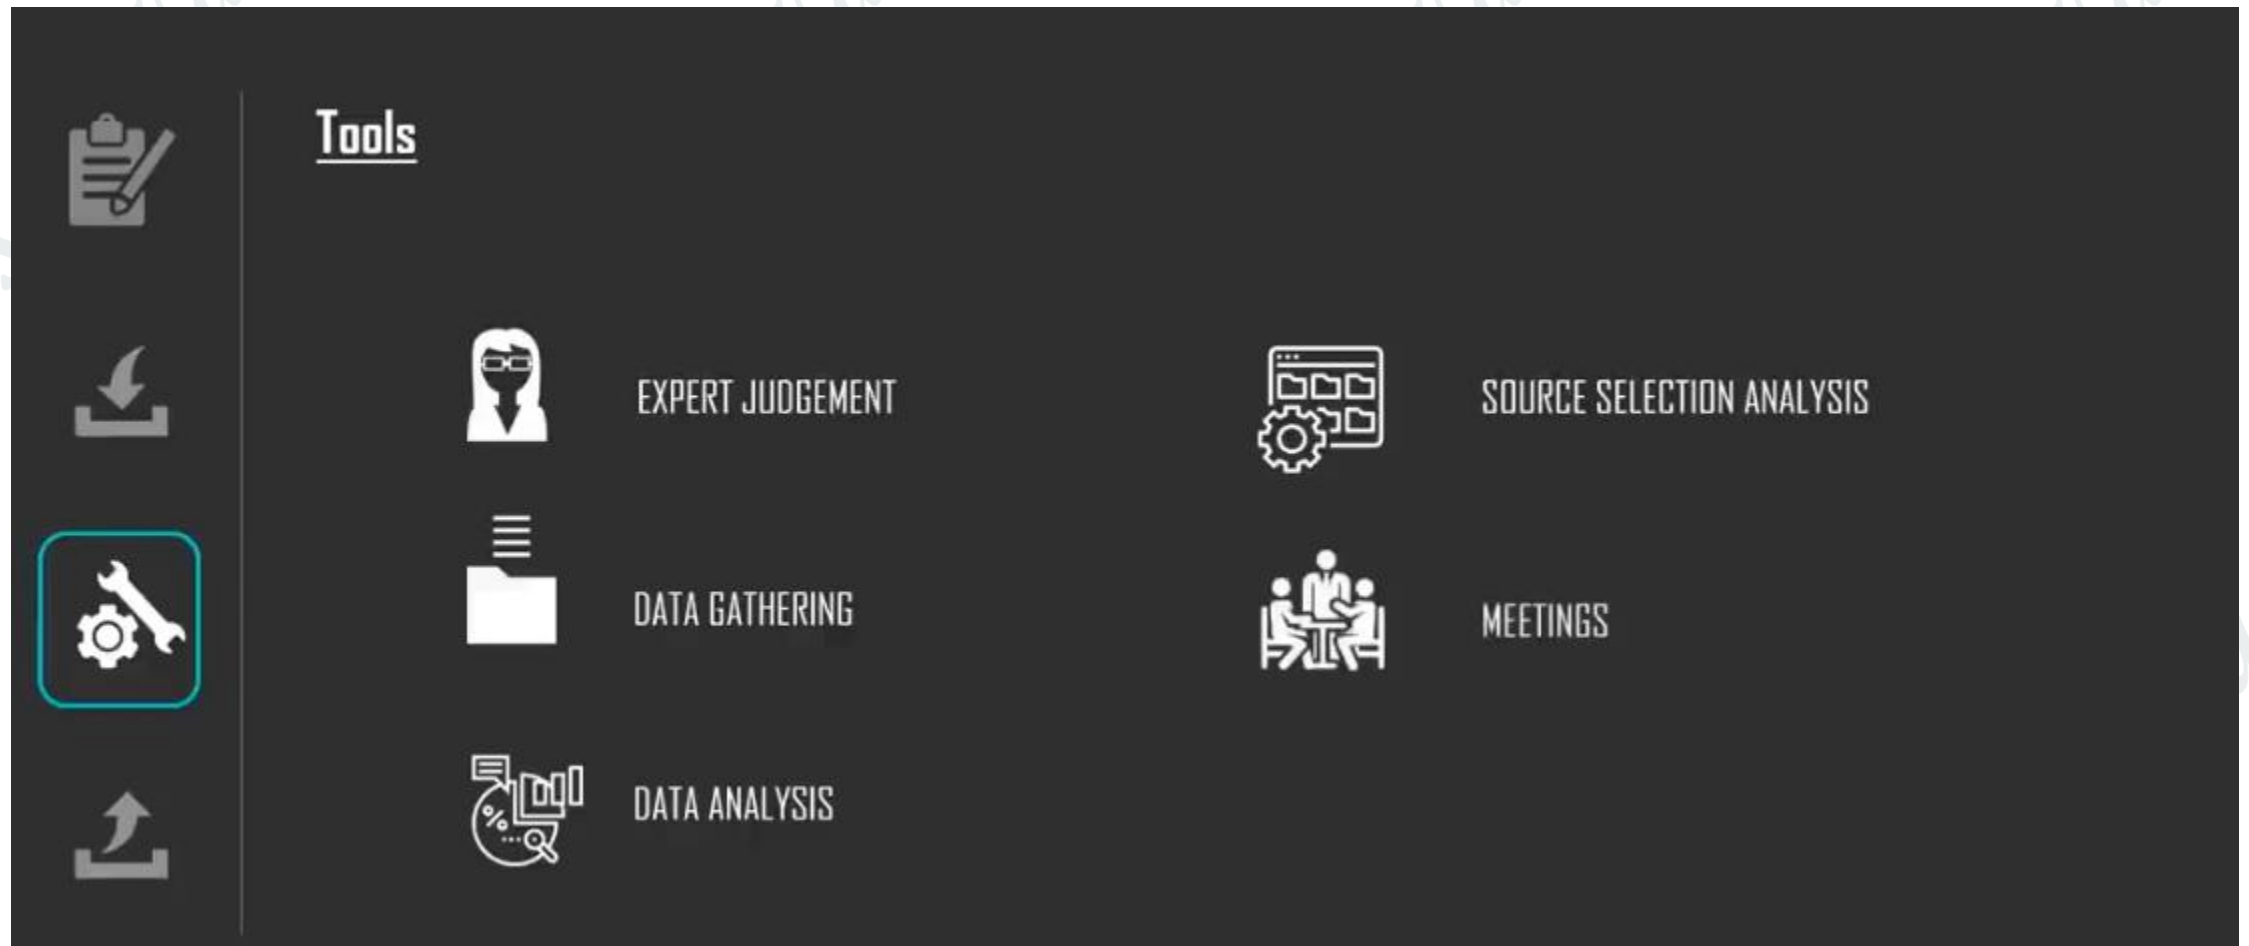 Tools
EXPERT JUDGEMENT
DATA GATHERING
DATA ANALYSIS
SOURCE SELECTION ANALYSIS
MEETINGS